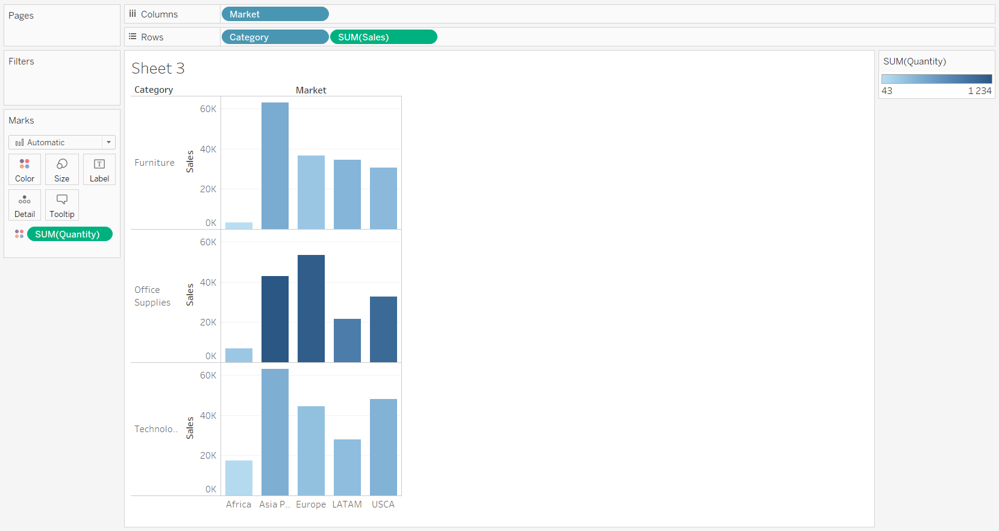 Pages
Columns
Market
Rows
Category
SUM(Sales)
Filters
Marks
Automatic
Color
Size
Label
Detail
Tooltip
SUM(Quantity)
Sheet 3
Category
Market
Furniture
Sales
60K
40K
20K
0K
Office
Supplies
Sales
60K
40K
20K
0K
Technolo..
Sales
60K
40K
20K
0K
Africa
Asia P..
Europe
LATAM
USCA
SUM(Quantity)
43
1 234